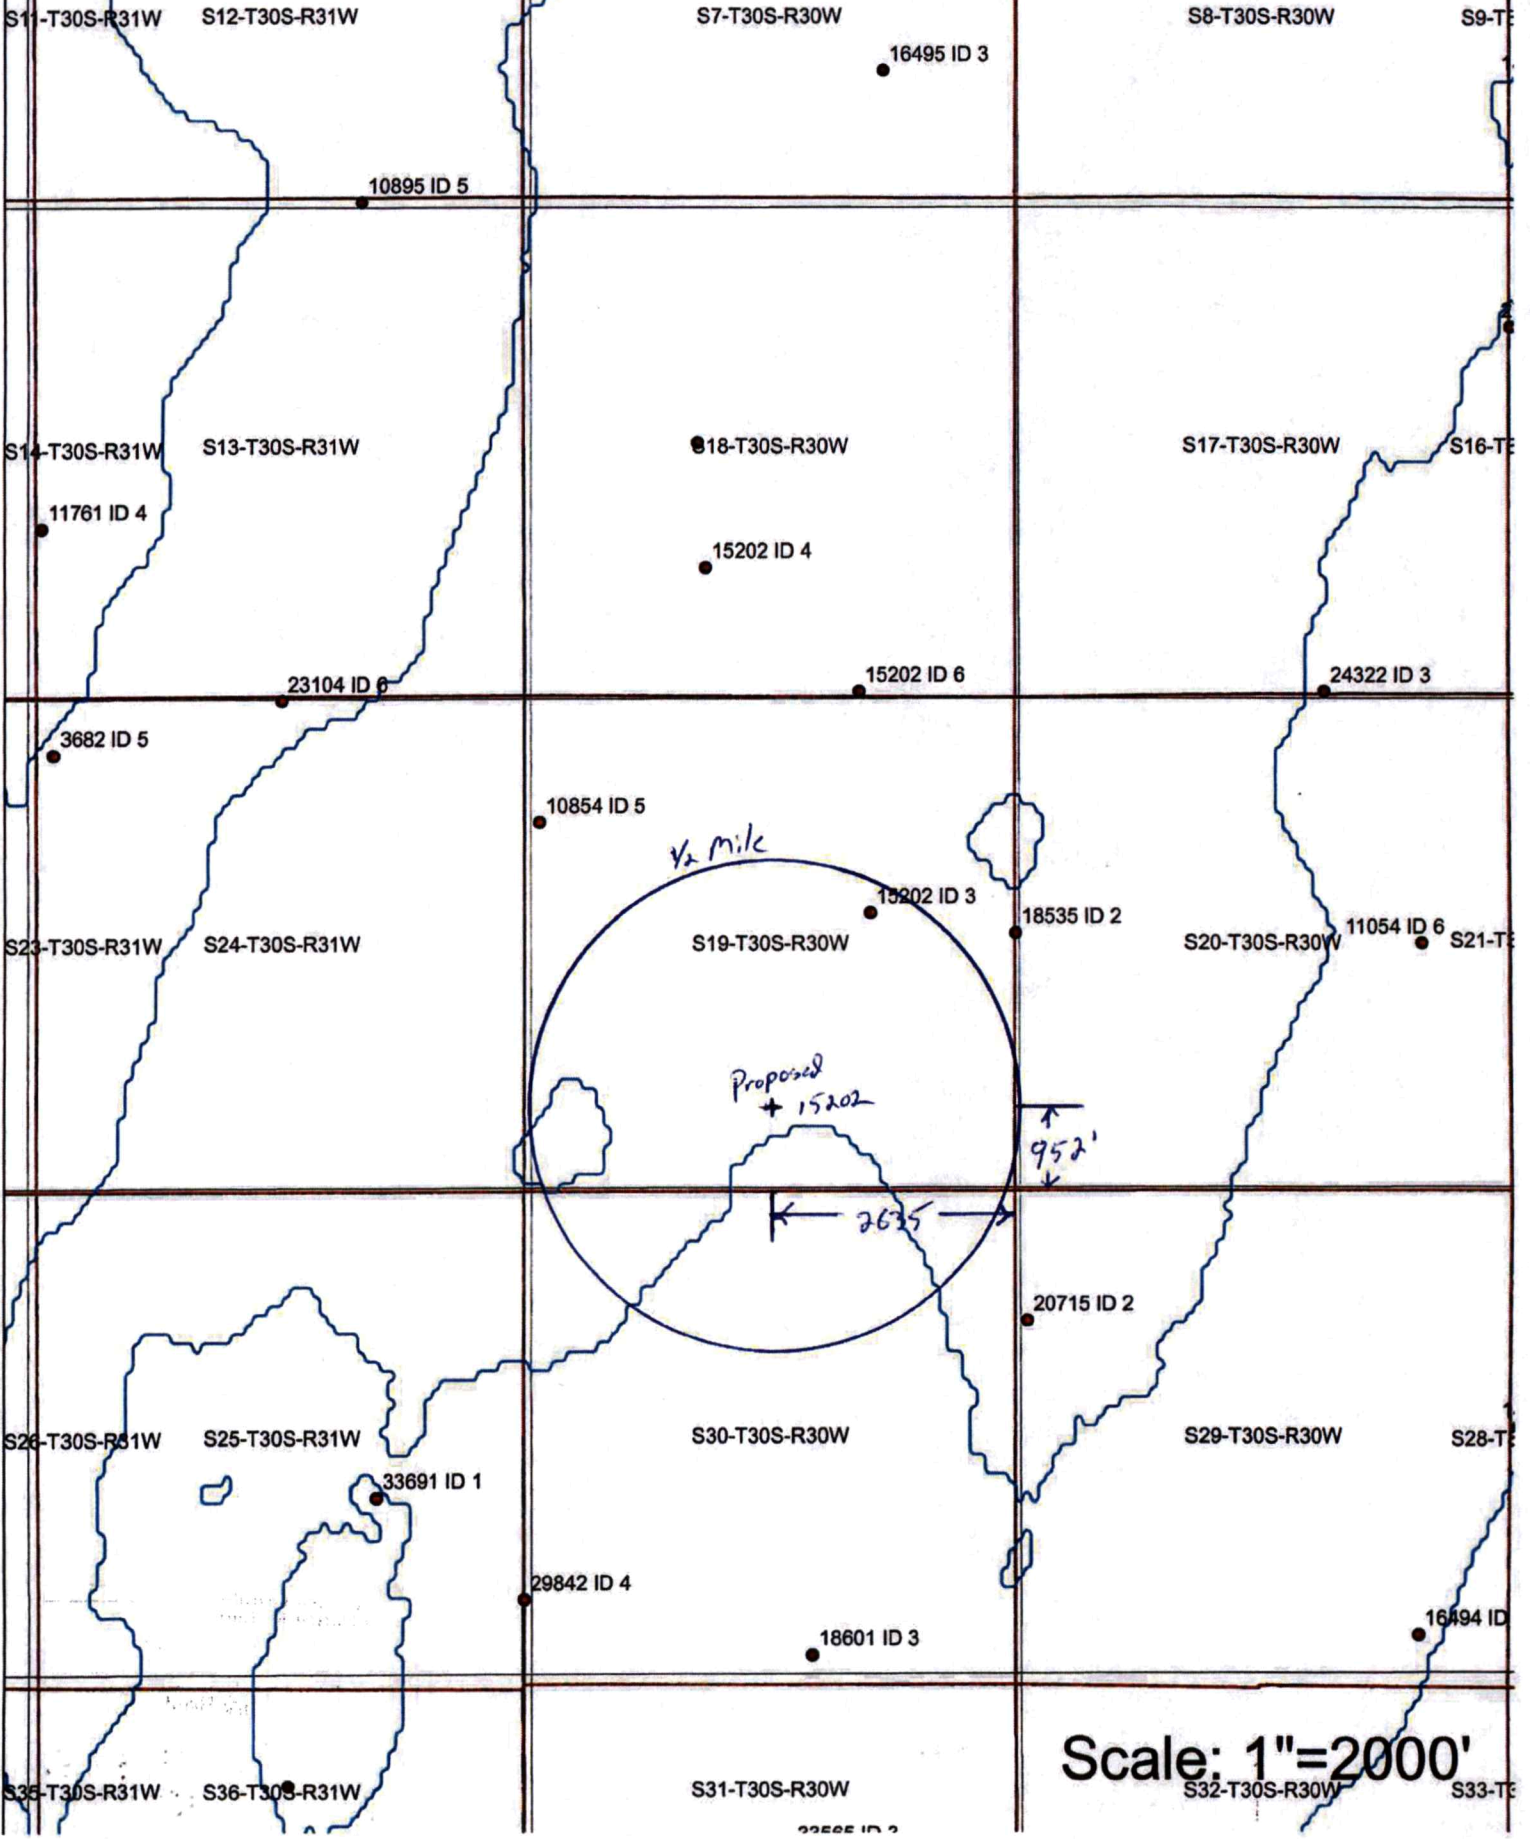 S11-T30S-R31W
S12-T30S-R31W
S7-T30S-R30W
S8-T30S-R30W
16495 ID 3
10895 ID 5
S14-T30S-R31W
S13-T30S-R31W
S18-T30S-R30W
S17-T30S-R30W
11761 ID 4
15202 ID 4
23104 ID 6
15202 ID 6
24322 ID 3
3682 ID 5
10854 ID 5
1/2 Mile
15202 ID 3
18535 ID 2
11054 ID 6
S23-T30S-R31W
S24-T30S-R31W
S19-T30S-R30W
S20-T30S-R30W
Proposed
15202
952'
2635
20715 ID 2
S26-T30S-R31W
S25-T30S-R31W
S30-T30S-R30W
S29-T30S-R30W
33691 ID 1
29842 ID 4
18601 ID 3
16494 ID
Scale: 1"=2000'
S35-T30S-R31W
S36-T30S-R31W
S31-T30S-R30W
S32-T30S-R30W